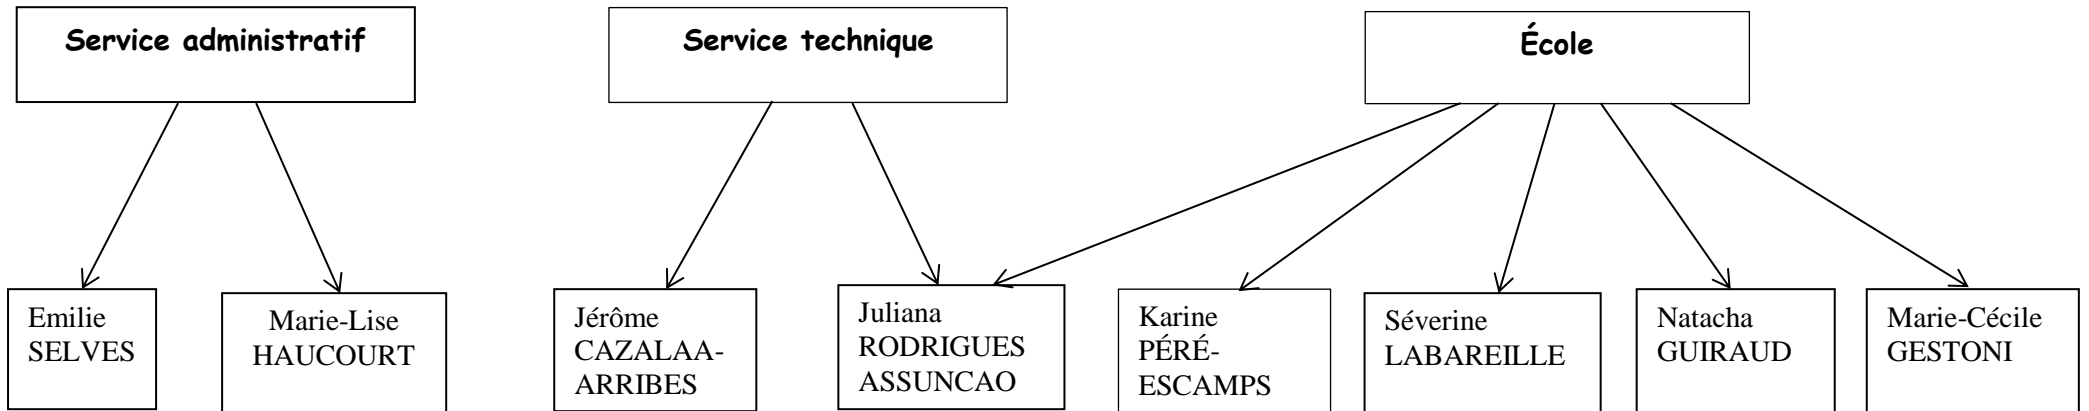 Service administratif
Service technique
École
Emilie
SELVES
Marie-Lise
HAUCOURT
Jérôme
CAZALAA-
ARRIBES
Juliana
RODRIGUES
ASSUNCAO
Karine
PÉRÉ-
ESCAMPS
Séverine
LABAREILLE
Natacha
GUIRAUD
Marie-Cécile
GESTONI